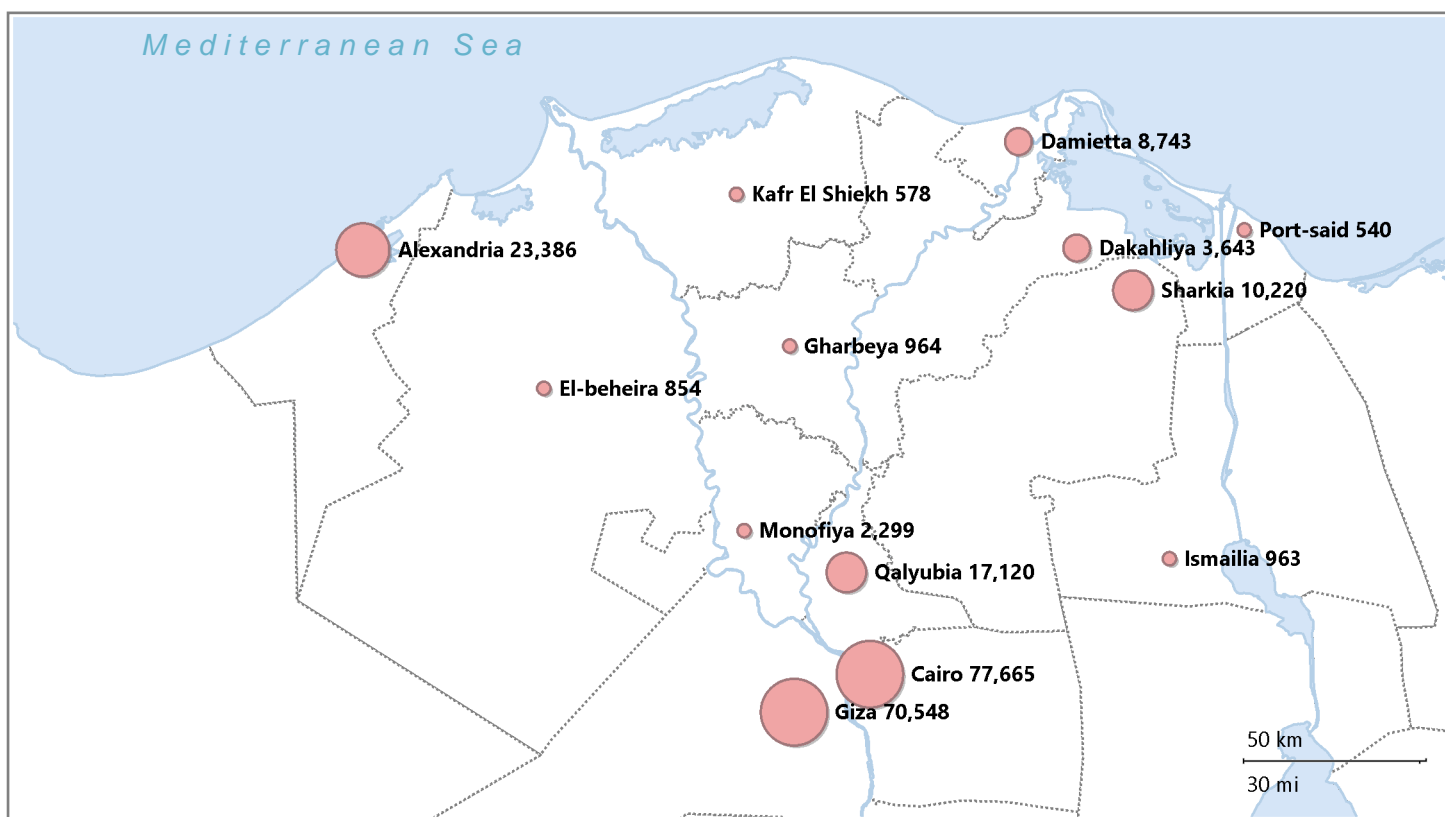 Mediterranean Sea
Damietta 8,743
Kafr El Shiekh 578
Port-said 540
Alexandria 23,386
Dakahliya 3,643
Sharkia 10,220
Gharbeya 964
El-beheira 854
Monofiya 2,299
Ismailia 963
Qalyubia 17,120
Cairo 77,665
Giza 70,548
50 km
30 mi